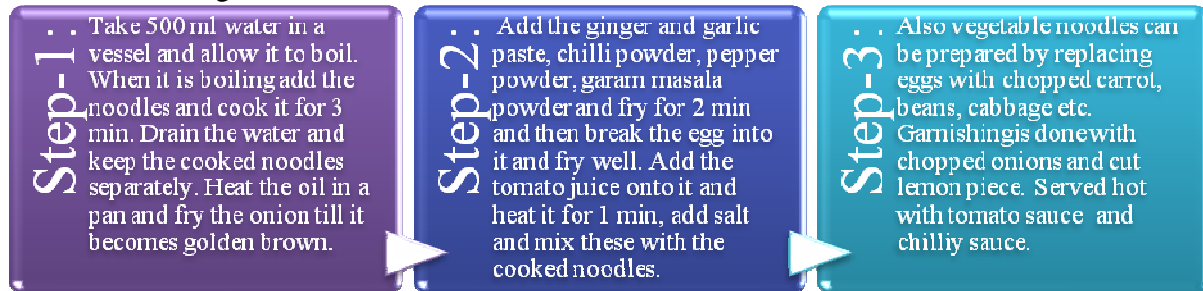 Step-1:
Take 500 ml water in a
vessel and allow it to boil.
When it is boiling add the
noodles and cook it for 3
min. Drain the water and
keep the cooked noodles
separately. Heat the oil in a
pan and fry the onion till it
becomes golden brown.
Step-2:
Add the ginger and garlic
paste, chilli powder, pepper
powder, garam masala
powder and fry for 2 min
and then break the egg into
it and fry well. Add the
tomato juice onto it and
heat it for 1 min, add salt
and mix these with the
cooked noodles.
Step-3:
Also vegetable noodles can
be prepared by replacing
eggs with chopped carrot,
beans, cabbage etc.
Garnishing is done with
chopped onions and cut
lemon piece. Served hot
with tomato sauce and
chilliy sauce.